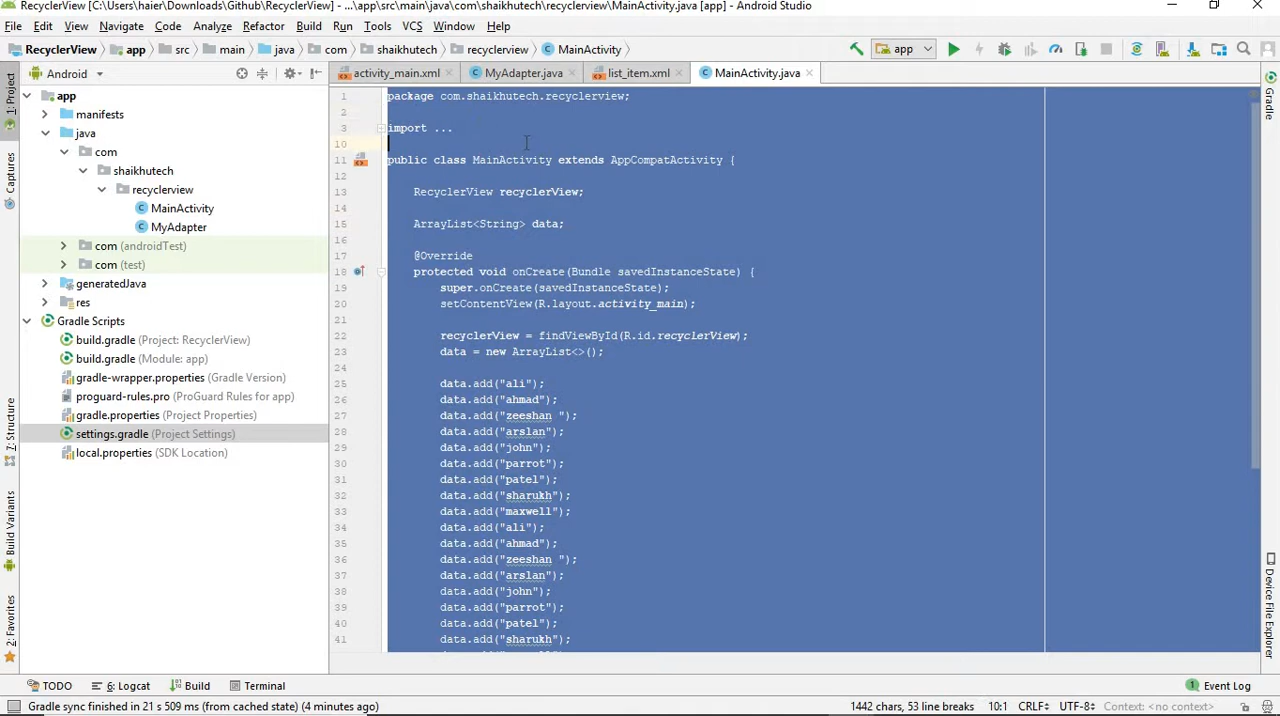 RecyclerView [C:\Users\haier\Downloads\Github\RecyclerView] - ...\app\src\main\java\com\shaikhutech\recyclerview\MainActivity.java [app] - Android Studio
File Edit View Navigate Code Analyze Refactor Build Run Tools VCS Window Help
RecyclerView app src main java com shaikhutech recyclerview MainActivity app
Android activity_main.xml MyAdapter.java list_item.xml MainActivity.java
1: Project
Captures
Z: Structure
Build Variants
2: Favorites
app
manifests
java
com
shaikhutech
recyclerview
MainActivity
MyAdapter
com (androidTest)
com (test)
generatedJava
res
Gradle Scripts
build.gradle (Project: RecyclerView)
build.gradle (Module: app)
gradle-wrapper.properties (Gradle Version)
proguard-rules.pro (ProGuard Rules for app)
gradle.properties (Project Properties)
settings.gradle (Project Settings)
local.properties (SDK Location)
1 package com.shaikhutech.recyclerview;
2
3 import ...
10
11 public class MainActivity extends AppCompatActivity {
12
13 RecyclerView recyclerView;
14
15 ArrayList<String> data;
16
17 @Override
18 protected void onCreate(Bundle savedInstanceState) {
19 super.onCreate(savedInstanceState);
20 setContentView(R.layout.activity_main);
21
22 recyclerView = findViewById(R.id.recyclerView);
23 data = new ArrayList<>();
24
25 data.add("ali");
26 data.add("ahmad");
27 data.add("zeeshan ");
28 data.add("arslan");
29 data.add("john");
30 data.add("parrot");
31 data.add("patel");
32 data.add("sharukh");
33 data.add("maxwell");
34 data.add("ali");
35 data.add("ahmad");
36 data.add("zeeshan ");
37 data.add("arslan");
38 data.add("john");
39 data.add("parrot");
40 data.add("patel");
41 data.add("sharukh");
Gradle
Device File Explorer
TODO 6: Logcat Build Terminal Event Log
Gradle sync finished in 21 s 509 ms (from cached state) (4 minutes ago) 1442 chars, 53 line breaks 10:1 CRLF UTF-8 Context: <no context>